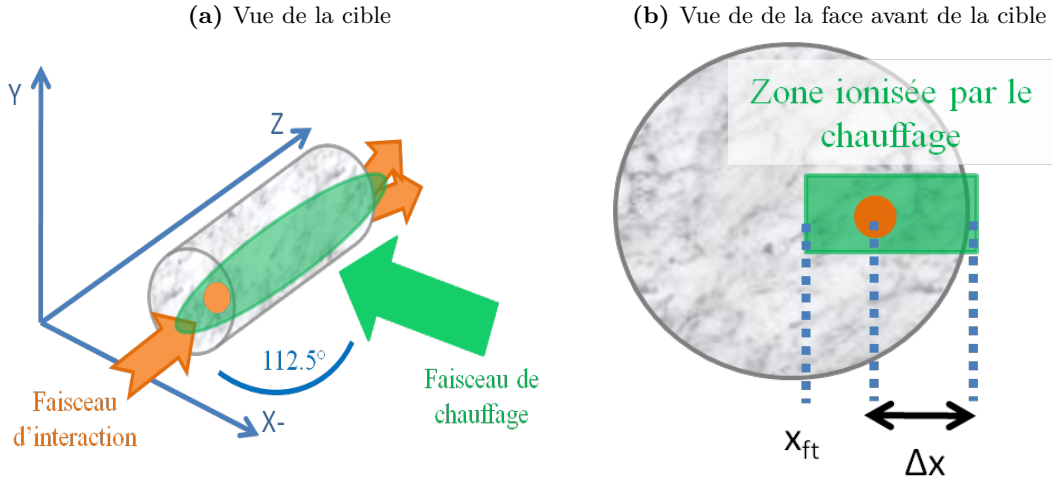 (a) Vue de la cible
(b) Vue de de la face avant de la cible
Y
Z
X-
112.5°
Faisceau
d'interaction
Faisceau de
chauffage
Zone ionisée par le
chauffage
x_ft
Δx